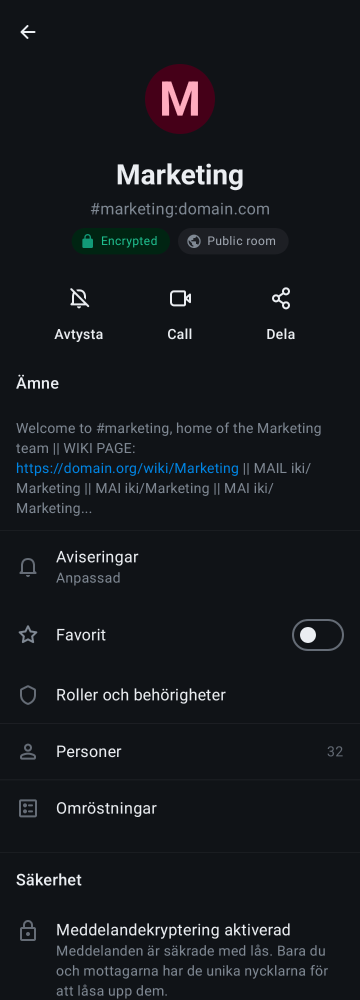 M
Marketing
#marketing:domain.com
Encrypted
Public room
Avtysta
Call
Dela
Ämne
Welcome to #marketing, home of the Marketing
team || WIKI PAGE:
https://domain.org/wiki/Marketing || MAIL iki/
Marketing || MAI iki/Marketing || MAI iki/
Marketing...
Aviseringar
Anpassad
Favorit
Roller och behörigheter
Personer
32
Omröstningar
Säkerhet
Meddelandekryptering aktiverad
Meddelanden är säkrade med lås. Bara du
och mottagarna har de unika nycklarna för
att låsa upp dem.